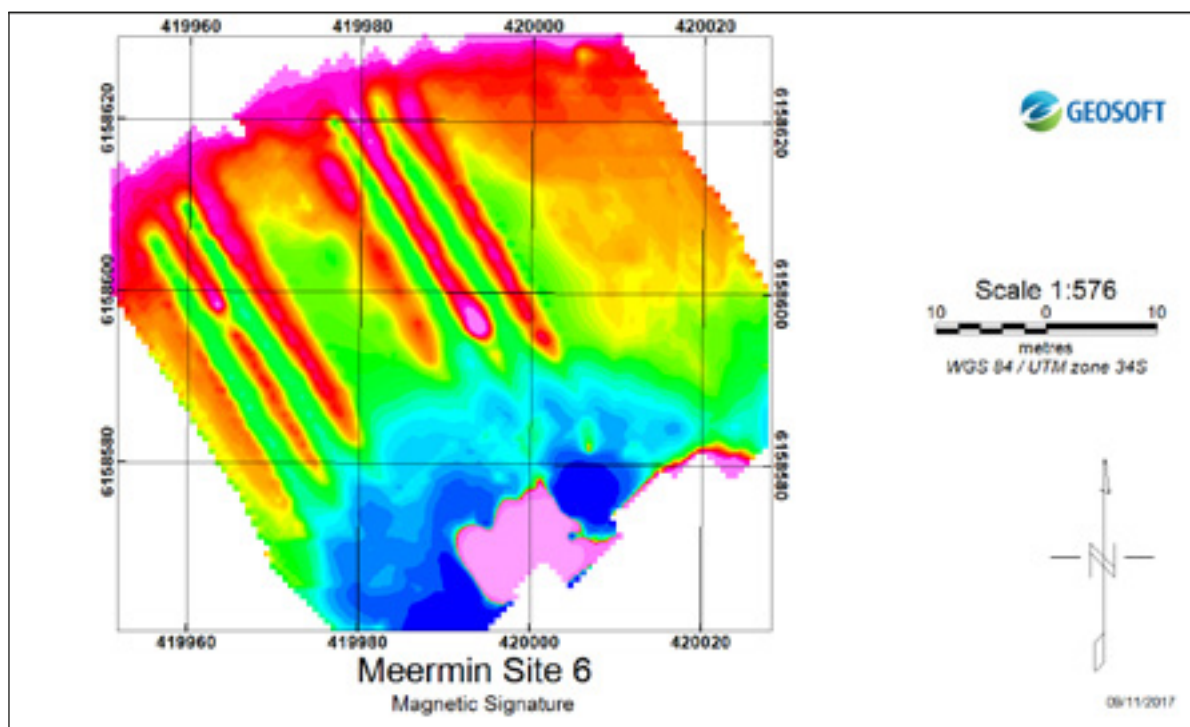 419960 419980 420000 420020
6158620
6158620
6158600
6158600
6158580
6158580
419960 419980 420000 420020
Meermin Site 6
Magnetic Signature
GEOSOFT
Scale 1:576
10 0 10
metres
WGS 84 / UTM zone 34S
N
09/11/2017